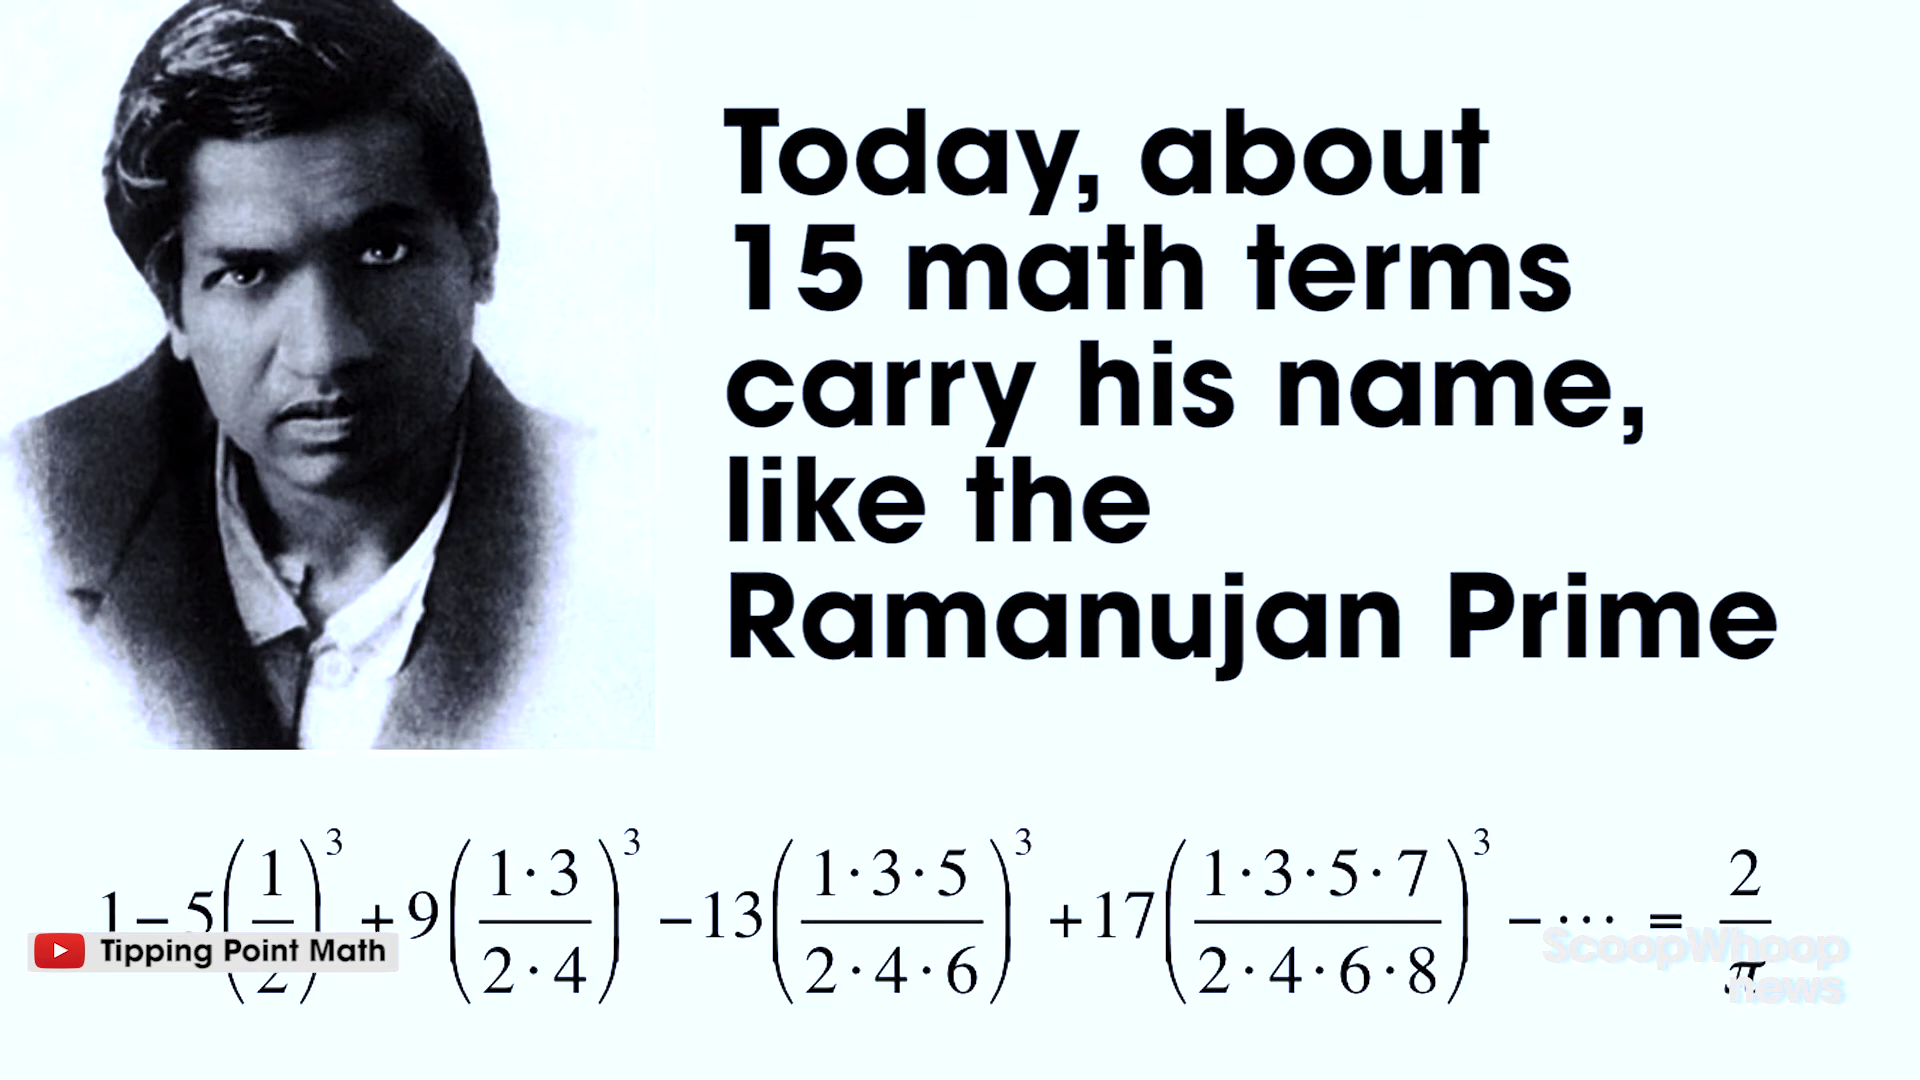 Today, about
15 math terms
carry his name,
like the
Ramanujan Prime
1 − 5(1/2)³ + 9(1·3/2·4)³ − 13(1·3·5/2·4·6)³ + 17(1·3·5·7/2·4·6·8)³ − ··· = 2/π
Tipping Point Math
ScoopWhoop
news